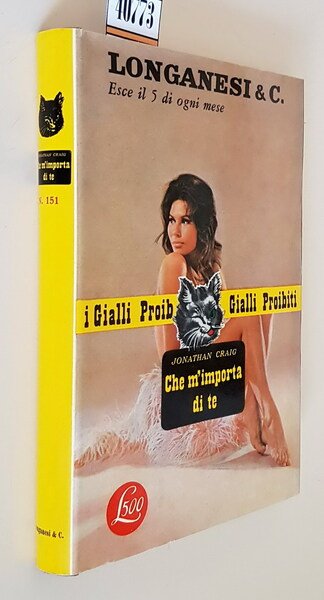 40773
LONGANESI & C.
Esce il 5 di ogni mese
i Gialli Proib
Gialli Proibiti
JONATHAN CRAIG
Che m'importa
di te
L500
JONATHAN CRAIG
Che m'importa
di te
N. 151
Longanesi & C.